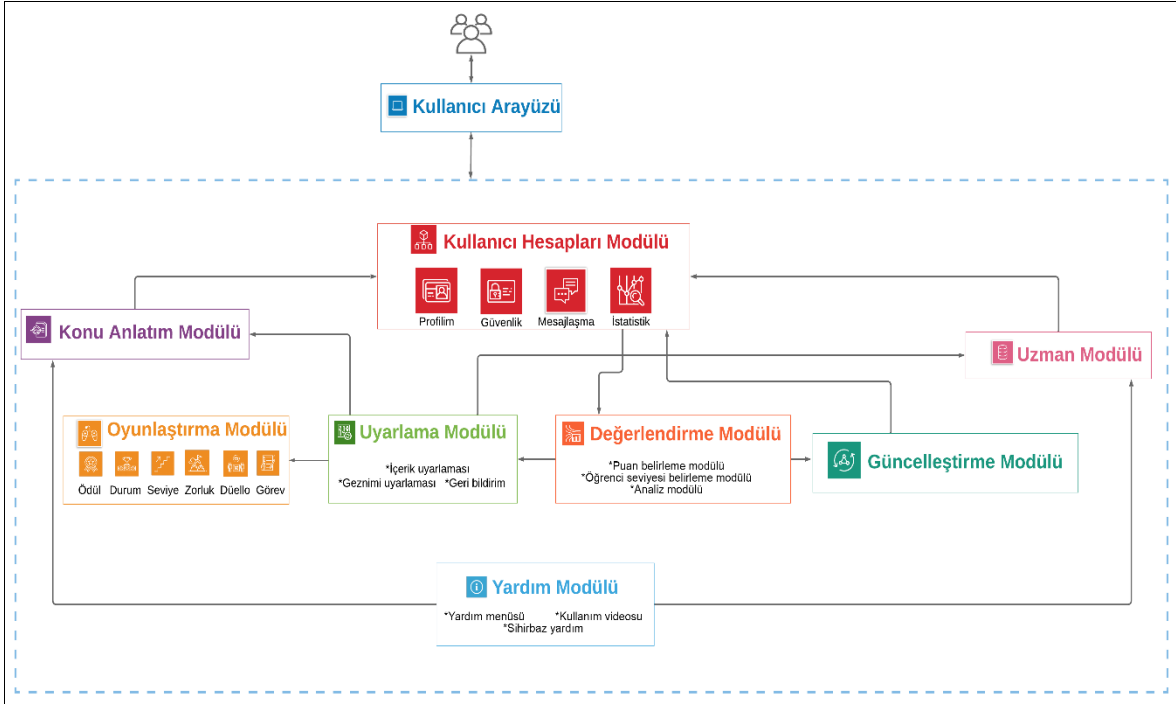 Kullanıcı Arayüzü
Kullanıcı Hesapları Modülü
Profilim
Güvenlik
Mesajlaşma
İstatistik
Konu Anlatım Modülü
Uzman Modülü
Oyunlaştırma Modülü
Ödül
Durum
Seviye
Zorluk
Düello
Görev
Uyarlama Modülü
*İçerik uyarlaması
*Geznimi uyarlaması *Geri bildirim
Değerlendirme Modülü
*Puan belirleme modülü
*Öğrenci seviyesi belirleme modülü
*Analiz modülü
Güncelleştirme Modülü
Yardım Modülü
*Yardım menüsü *Kullanım videosu
*Sihirbaz yardım